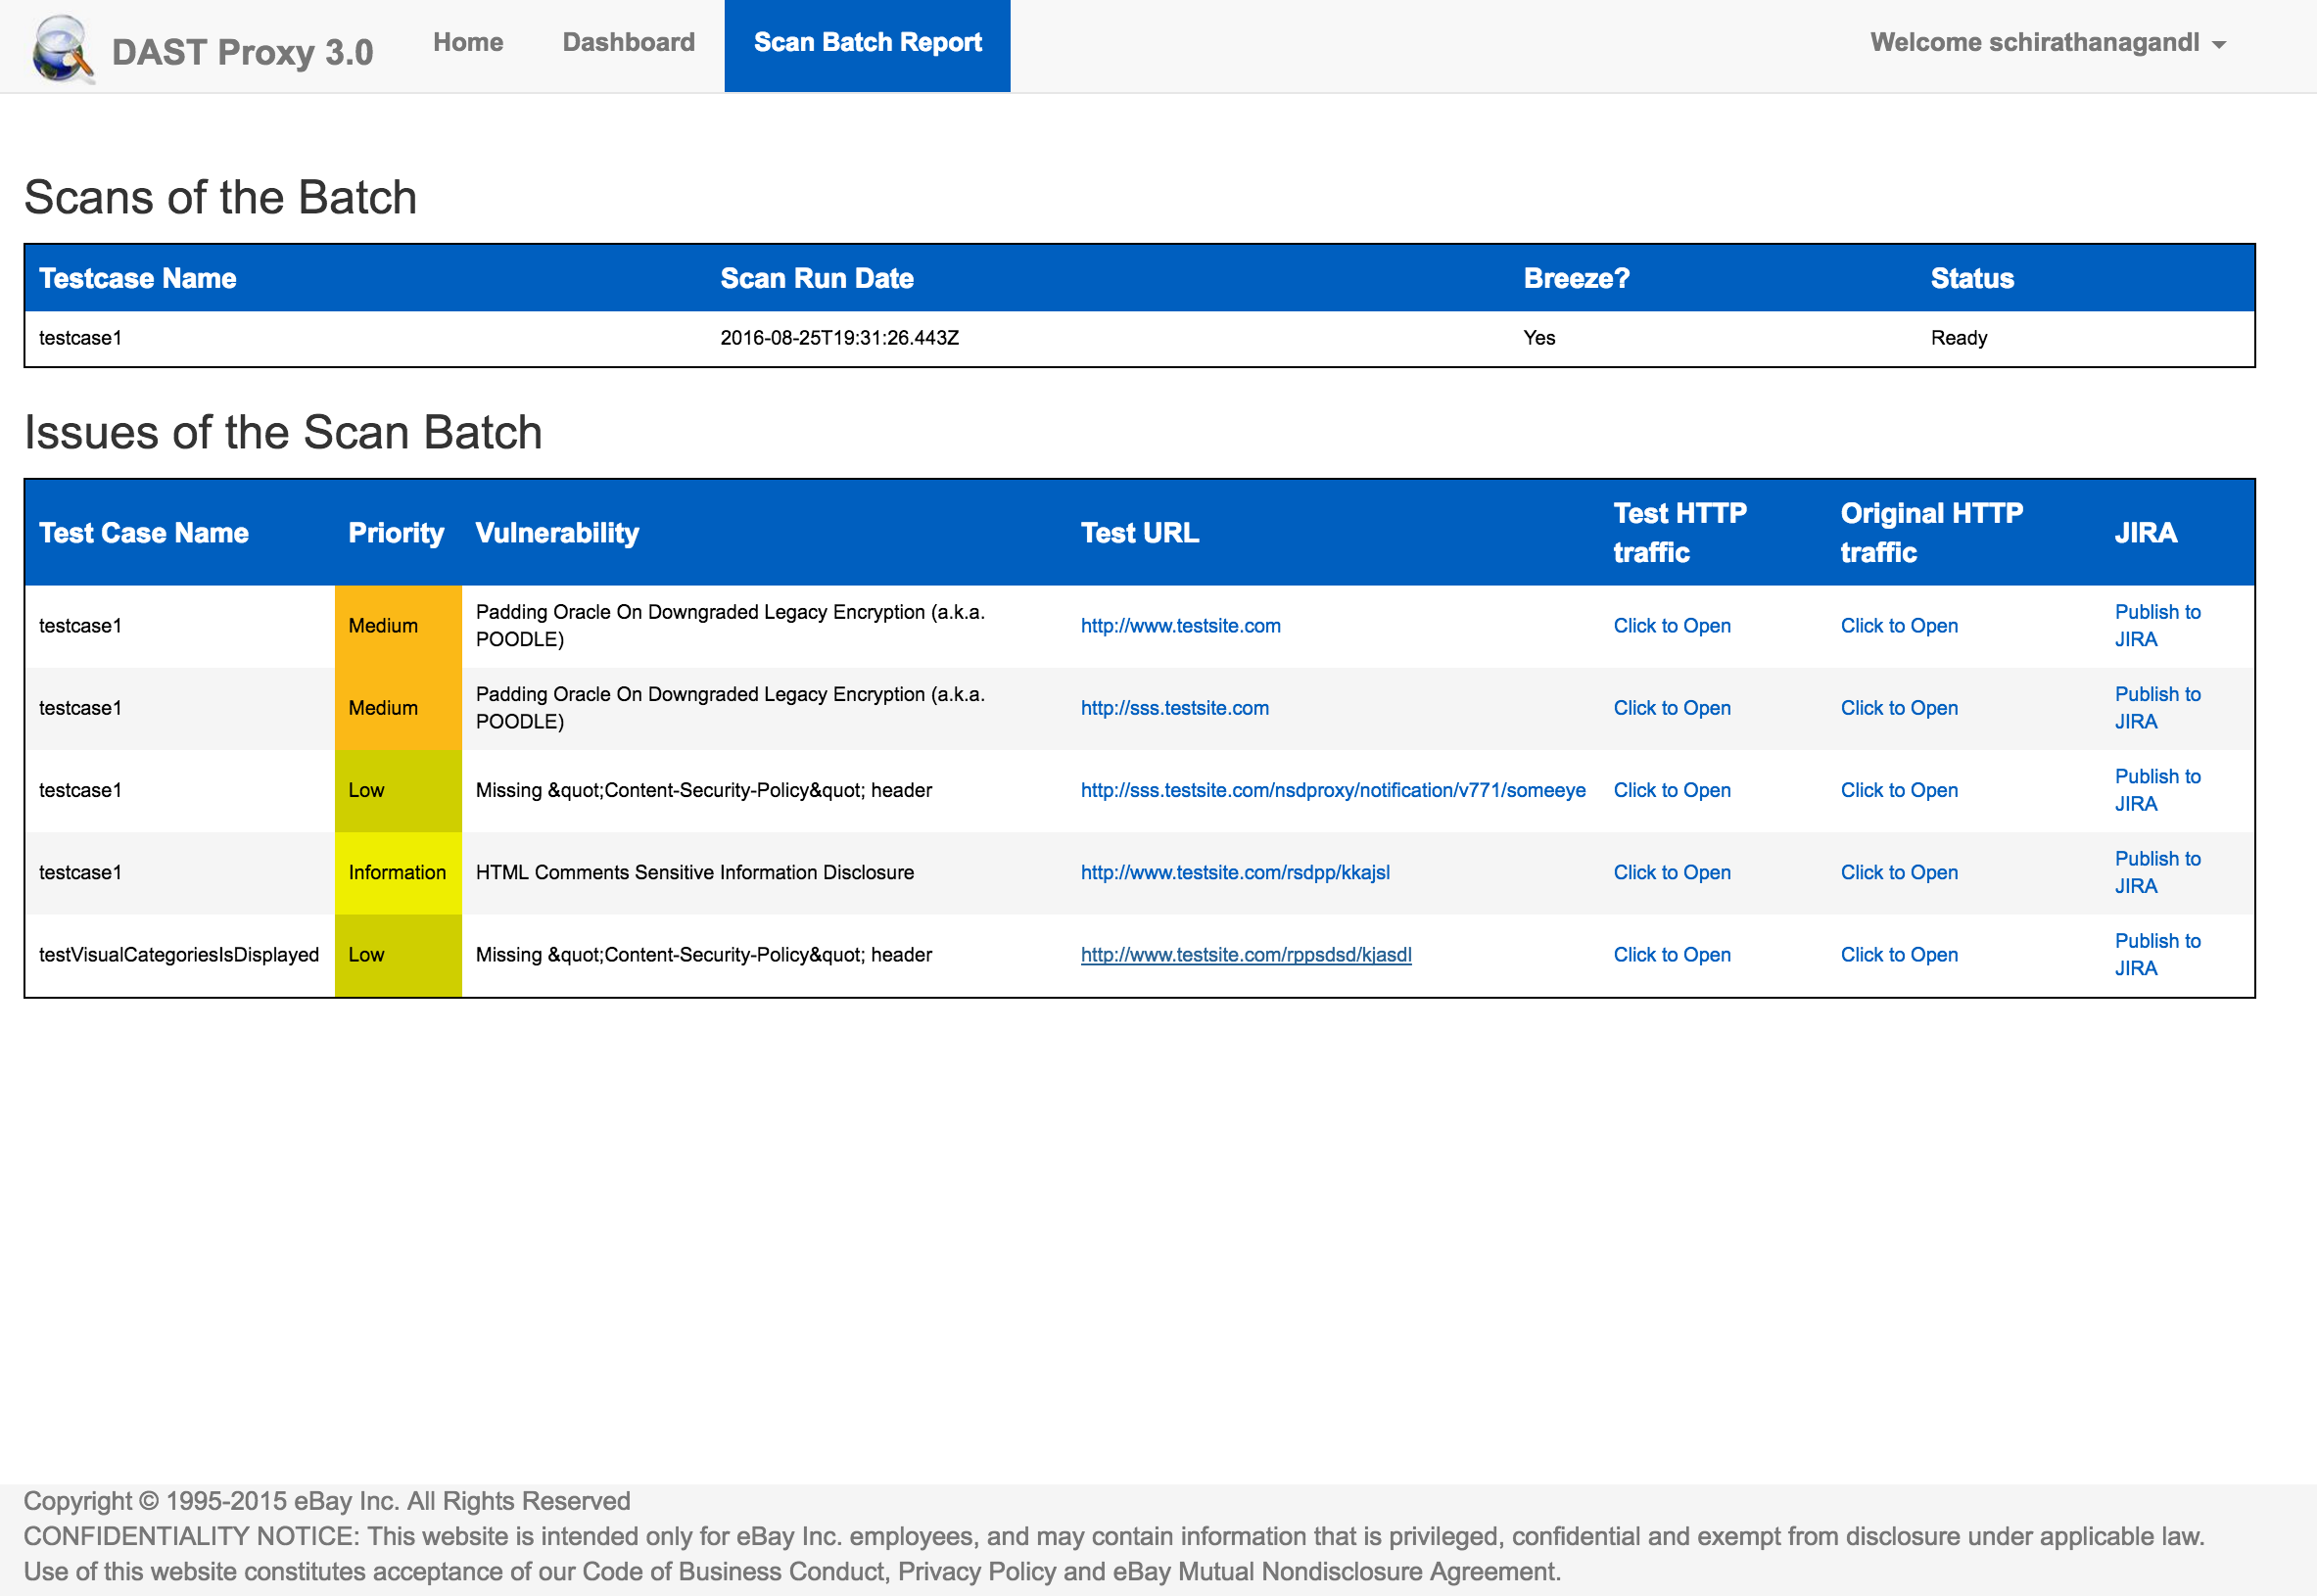 DAST Proxy 3.0 Home Dashboard Scan Batch Report Welcome schirathanagandl
Scans of the Batch
Testcase Name Scan Run Date Breeze? Status
testcase1 2016-08-25T19:31:26.443Z Yes Ready
Issues of the Scan Batch
Test Case Name Priority Vulnerability Test URL Test HTTP traffic Original HTTP traffic JIRA
testcase1 Medium Padding Oracle On Downgraded Legacy Encryption (a.k.a. POODLE) http://www.testsite.com Click to Open Click to Open Publish to JIRA
testcase1 Medium Padding Oracle On Downgraded Legacy Encryption (a.k.a. POODLE) http://sss.testsite.com Click to Open Click to Open Publish to JIRA
testcase1 Low Missing &quot;Content-Security-Policy&quot; header http://sss.testsite.com/nsdproxy/notification/v771/someeye Click to Open Click to Open Publish to JIRA
testcase1 Information HTML Comments Sensitive Information Disclosure http://www.testsite.com/rsdpp/kkajsl Click to Open Click to Open Publish to JIRA
testVisualCategoriesIsDisplayed Low Missing &quot;Content-Security-Policy&quot; header http://www.testsite.com/rppsdsd/kjasdl Click to Open Click to Open Publish to JIRA
Copyright © 1995-2015 eBay Inc. All Rights Reserved
CONFIDENTIALITY NOTICE: This website is intended only for eBay Inc. employees, and may contain information that is privileged, confidential and exempt from disclosure under applicable law.
Use of this website constitutes acceptance of our Code of Business Conduct, Privacy Policy and eBay Mutual Nondisclosure Agreement.